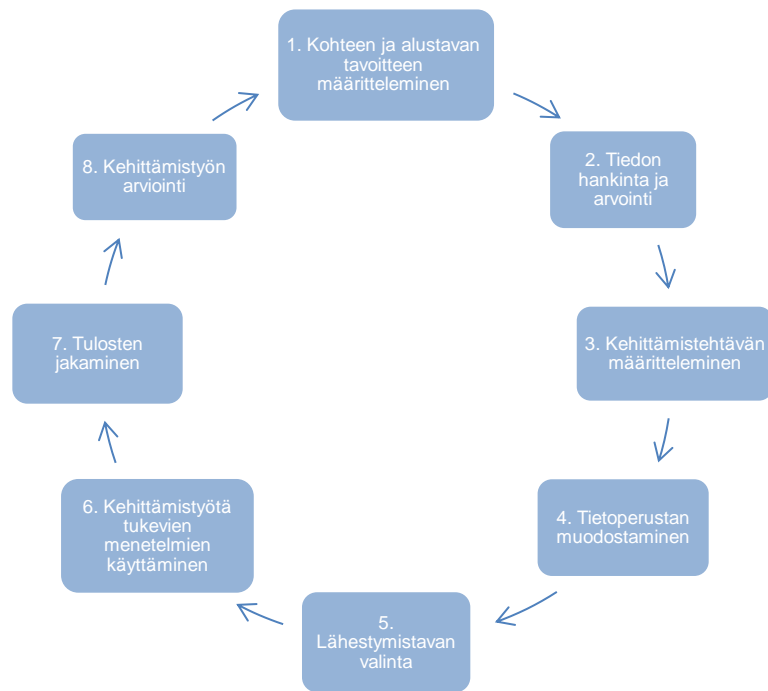 1. Kohteen ja alustavan
tavoitteen
määritteleminen
2. Tiedon
hankinta ja
arvointi
3. Kehittämistehtävän
määritteleminen
4. Tietoperustan
muodostaminen
5.
Lähestymistavan
valinta
6. Kehittämistyötä
tukevien
menetelmien
käyttäminen
7. Tulosten
jakaminen
8. Kehittämistyön
arviointi